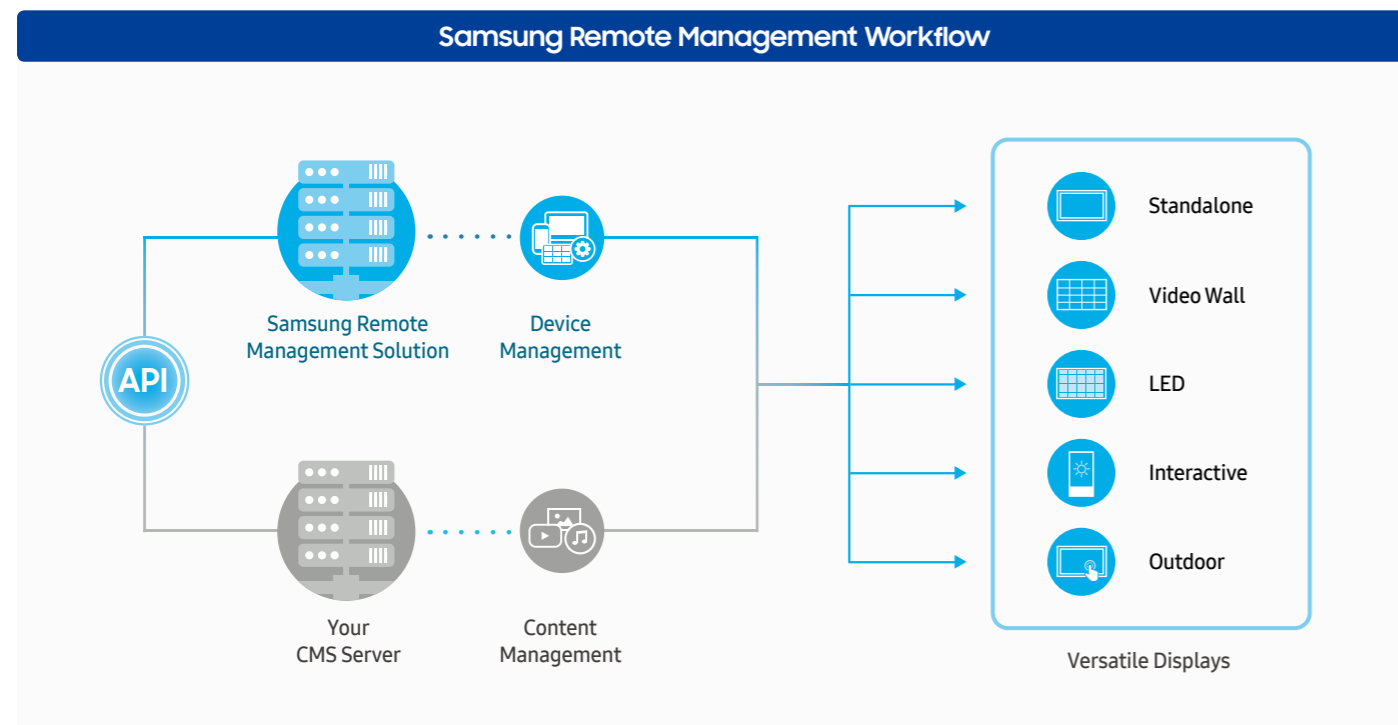 Samsung Remote Management Workflow
API
Samsung Remote
Management Solution
Device
Management
Your
CMS Server
Content
Management
Standalone
Video Wall
LED
Interactive
Outdoor
Versatile Displays